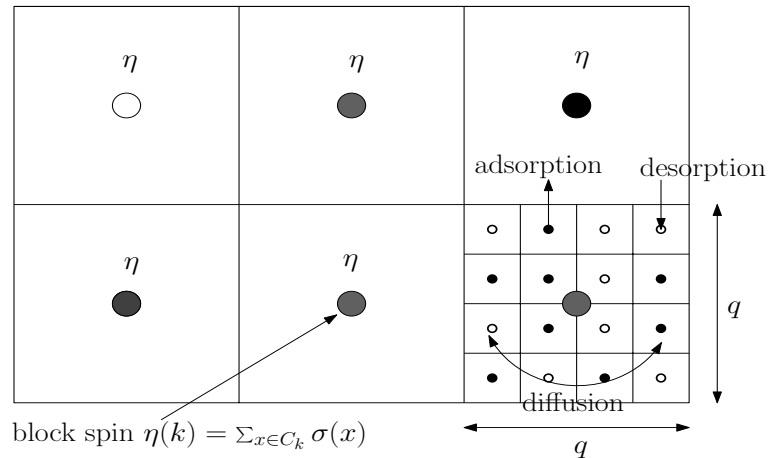 η η η
adsorption desorption
η η
q
diffusion
block spin η(k) = Σ_{x∈C_k} σ(x)
q